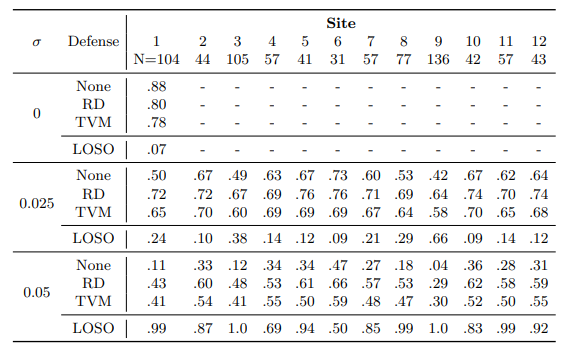 Site
σ Defense 1 2 3 4 5 6 7 8 9 10 11 12
N=104 44 105 57 41 31 57 77 136 42 57 43
None .88 - - - - - - - - - - -
RD .80 - - - - - - - - - - -
0
TVM .78 - - - - - - - - - - -
LOSO .07 - - - - - - - - - - -
None .50 .67 .49 .63 .67 .73 .60 .53 .42 .67 .62 .64
RD .72 .72 .67 .69 .76 .76 .71 .69 .64 .74 .70 .74
0.025
TVM .65 .70 .60 .69 .69 .69 .67 .64 .58 .70 .65 .68
LOSO .24 .10 .38 .14 .12 .09 .21 .29 .66 .09 .14 .12
None .11 .33 .12 .34 .34 .47 .27 .18 .04 .36 .28 .31
RD .43 .60 .48 .53 .61 .66 .57 .53 .29 .62 .58 .59
0.05
TVM .41 .54 .41 .55 .50 .59 .48 .47 .30 .52 .50 .55
LOSO .99 .87 1.0 .69 .94 .50 .85 .99 1.0 .83 .99 .92